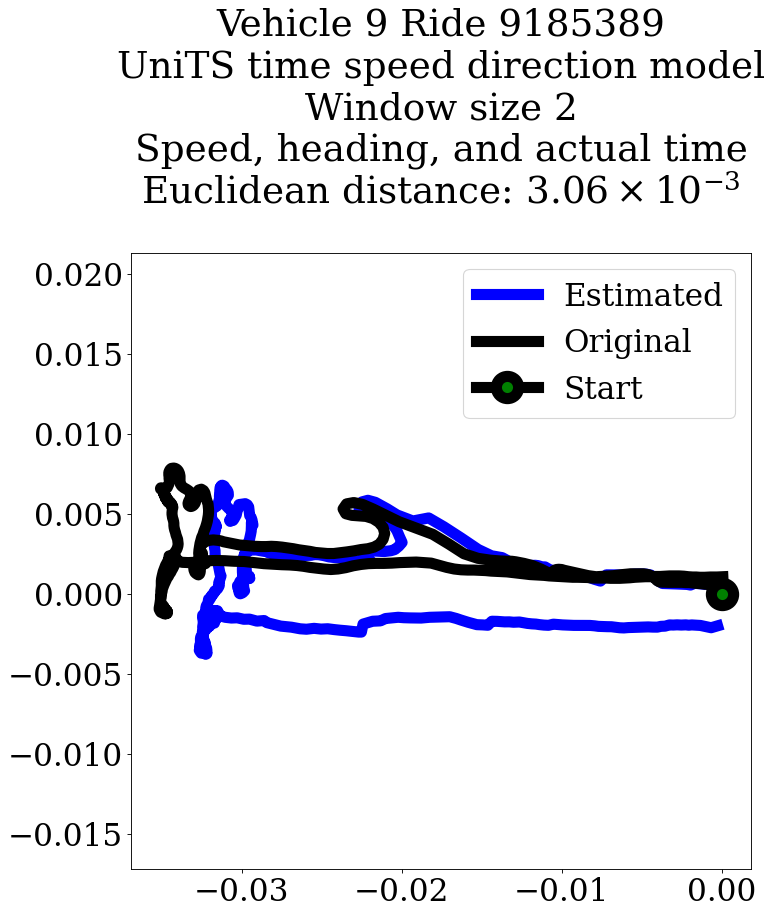 Vehicle 9 Ride 9185389
UniTS time speed direction model
Window size 2
Speed, heading, and actual time
Euclidean distance: 3.06 × 10⁻³
Estimated
Original
Start
0.020
0.015
0.010
0.005
0.000
−0.005
−0.010
−0.015
−0.03 −0.02 −0.01 0.00